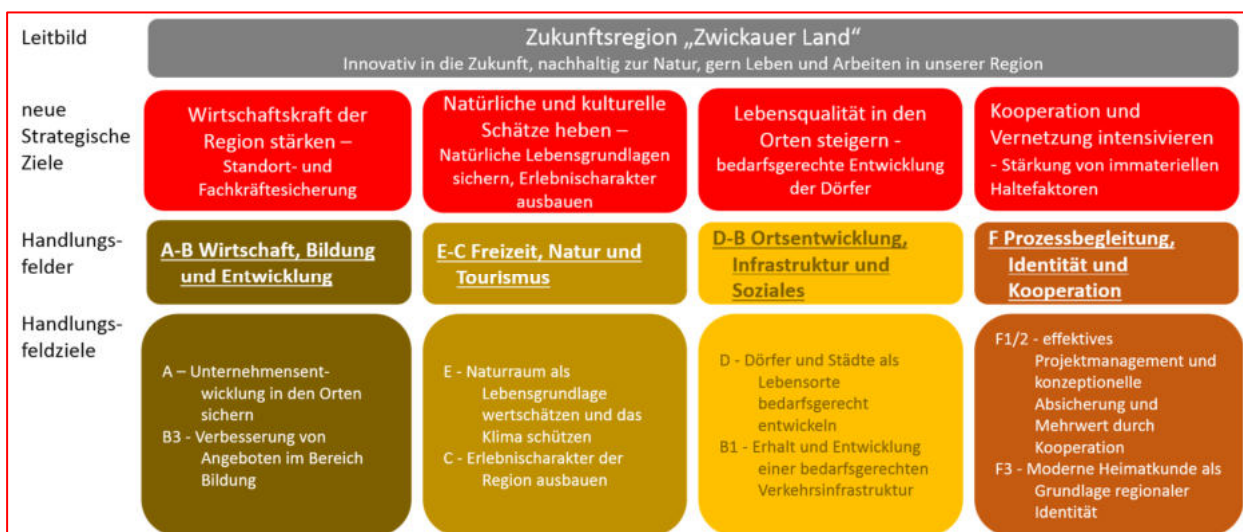 Leitbild
Zukunftsregion „Zwickauer Land“
Innovativ in die Zukunft, nachhaltig zur Natur, gern Leben und Arbeiten in unserer Region
neue
Strategische
Ziele
Wirtschaftskraft der
Region stärken –
Standort- und
Fachkräftesicherung
Natürliche und kulturelle
Schätze heben –
Natürliche Lebensgrundlagen
sichern, Erlebnischarakter
ausbauen
Lebensqualität in den
Orten steigern -
bedarfsgerechte Entwicklung
der Dörfer
Kooperation und
Vernetzung intensivieren
- Stärkung von immateriellen
Haltefaktoren
Handlungs-
felder
A-B Wirtschaft, Bildung
und Entwicklung
E-C Freizeit, Natur und
Tourismus
D-B Ortsentwicklung,
Infrastruktur und
Soziales
F Prozessbegleitung,
Identität und
Kooperation
Handlungs-
feldziele
A – Unternehmensent-
wicklung in den Orten
sichern
B3 - Verbesserung von
Angeboten im Bereich
Bildung
E - Naturraum als
Lebensgrundlage
wertschätzen und das
Klima schützen
C - Erlebnischarakter der
Region ausbauen
D - Dörfer und Städte als
Lebensorte
bedarfsgerecht
entwickeln
B1 - Erhalt und Entwicklung
einer bedarfsgerechten
Verkehrsinfrastruktur
F1/2 - effektives
Projektmanagement und
konzeptionelle
Absicherung und
Mehrwert durch
Kooperation
F3 - Moderne Heimatkunde als
Grundlage regionaler
Identität